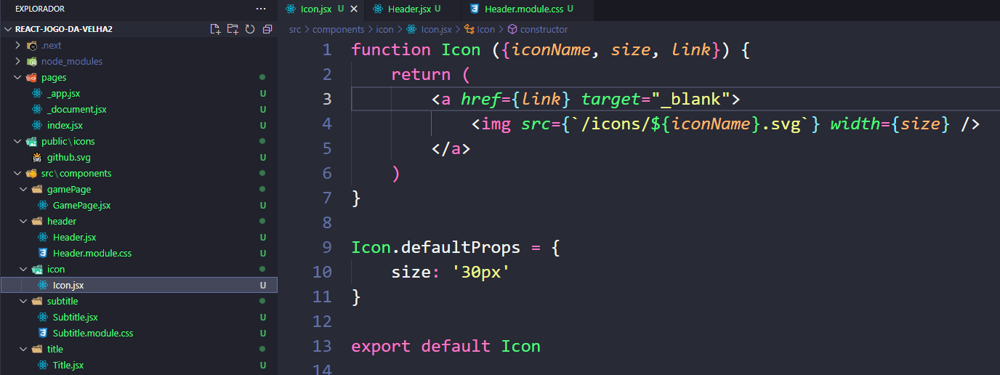 EXPLORADOR ...
REACT-JOGO-DA-VELHA2
.next
node_modules
pages
_app.jsx U
_document.jsx U
index.jsx U
public\icons
github.svg U
src\components
gamePage
GamePage.jsx U
header
Header.jsx U
Header.module.css U
icon
Icon.jsx U
subtitle
Subtitle.jsx U
Subtitle.module.css U
title
Title.jsx U
Icon.jsx U Header.jsx U Header.module.css U
src > components > icon > Icon.jsx > Icon > constructor
1 function Icon ({iconName, size, link}) {
2 return (
3 <a href={link} target="_blank">
4 <img src={`/icons/${iconName}.svg`} width={size} />
5 </a>
6 )
7 }
8
9 Icon.defaultProps = {
10 size: '30px'
11 }
12
13 export default Icon
14